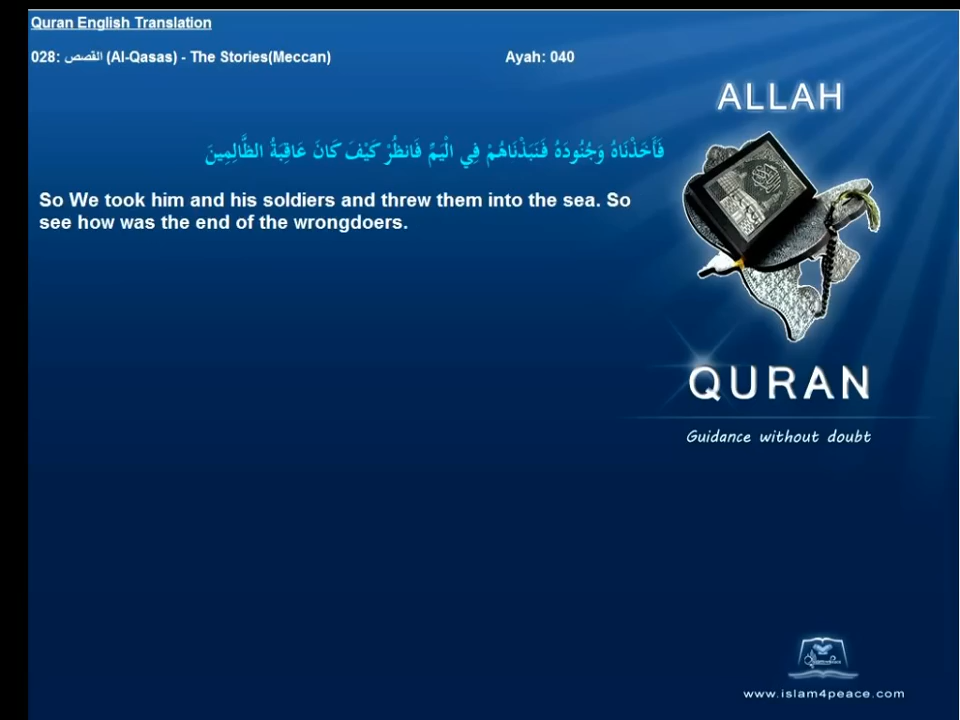 Quran English Translation
028: القصص (Al-Qasas) - The Stories(Meccan) Ayah: 040
ALLAH
فَأَخَذْنَاهُ وَجُنُودَهُ فَنَبَذْنَاهُمْ فِي الْيَمِّ فَانظُرْ كَيْفَ كَانَ عَاقِبَةُ الظَّالِمِينَ
So We took him and his soldiers and threw them into the sea. So
see how was the end of the wrongdoers.
QURAN
Guidance without doubt
www.islam4peace.com